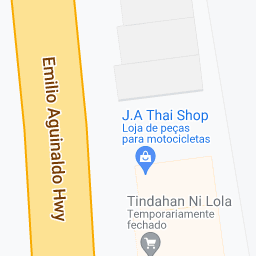 Emilio Aguinaldo Hwy
J.A Thai Shop
Loja de peças
para motocicletas
Tindahan Ni Lola
Temporariamente
fechado